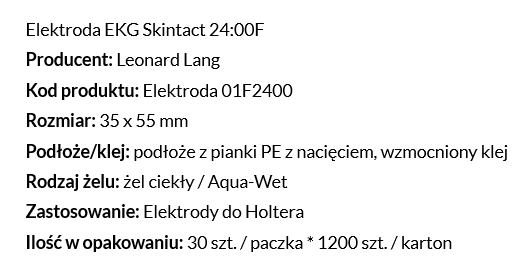 Elektroda EKG Skintact 24:00F
Producent: Leonard Lang
Kod produktu: Elektroda 01F2400
Rozmiar: 35 x 55 mm
Podłoże/klej: podłoże z pianki PE z nacięciem, wzmocniony klej
Rodzaj żelu: żel ciekły / Aqua-Wet
Zastosowanie: Elektrody do Holtera
Ilość w opakowaniu: 30 szt. / paczka * 1200 szt. / karton